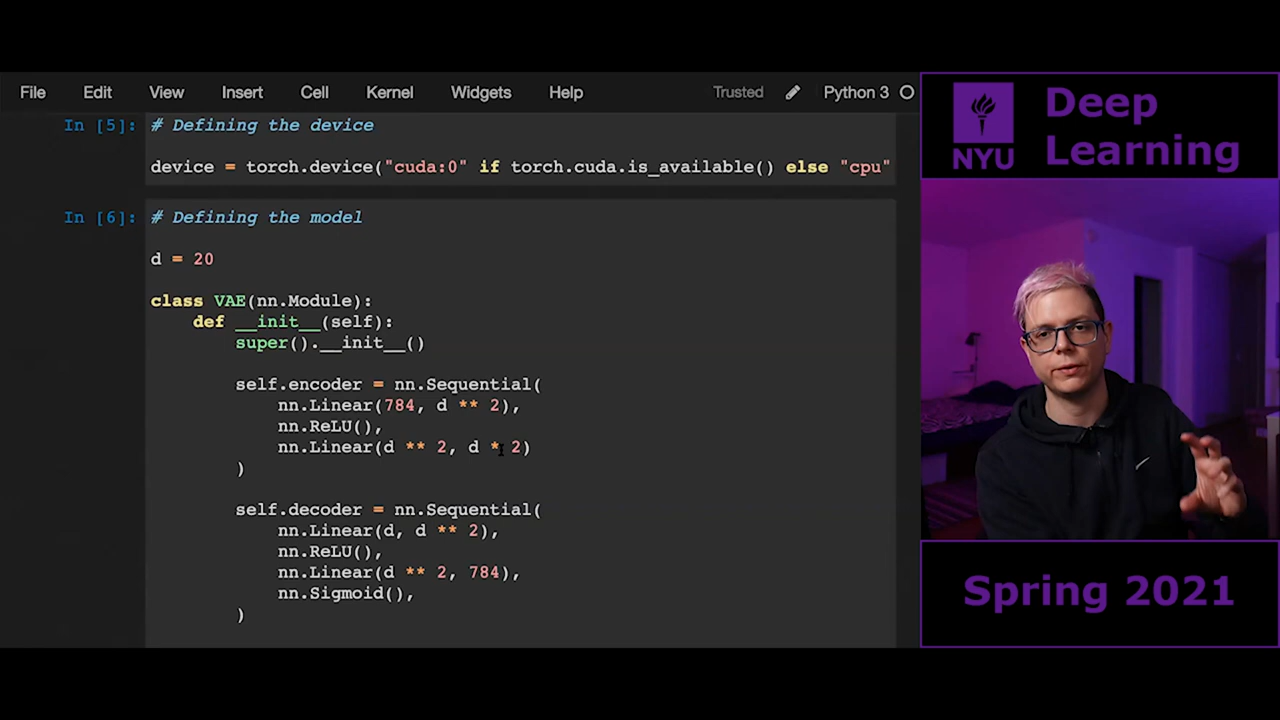 File Edit View Insert Cell Kernel Widgets Help Trusted Python 3
In [5]: # Defining the device
device = torch.device("cuda:0" if torch.cuda.is_available() else "cpu"
In [6]: # Defining the model
d = 20
class VAE(nn.Module):
    def __init__(self):
        super().__init__()
        self.encoder = nn.Sequential(
            nn.Linear(784, d ** 2),
            nn.ReLU(),
            nn.Linear(d ** 2, d * 2)
        )
        self.decoder = nn.Sequential(
            nn.Linear(d, d ** 2),
            nn.ReLU(),
            nn.Linear(d ** 2, 784),
            nn.Sigmoid(),
        )
NYU
Deep
Learning
Spring 2021